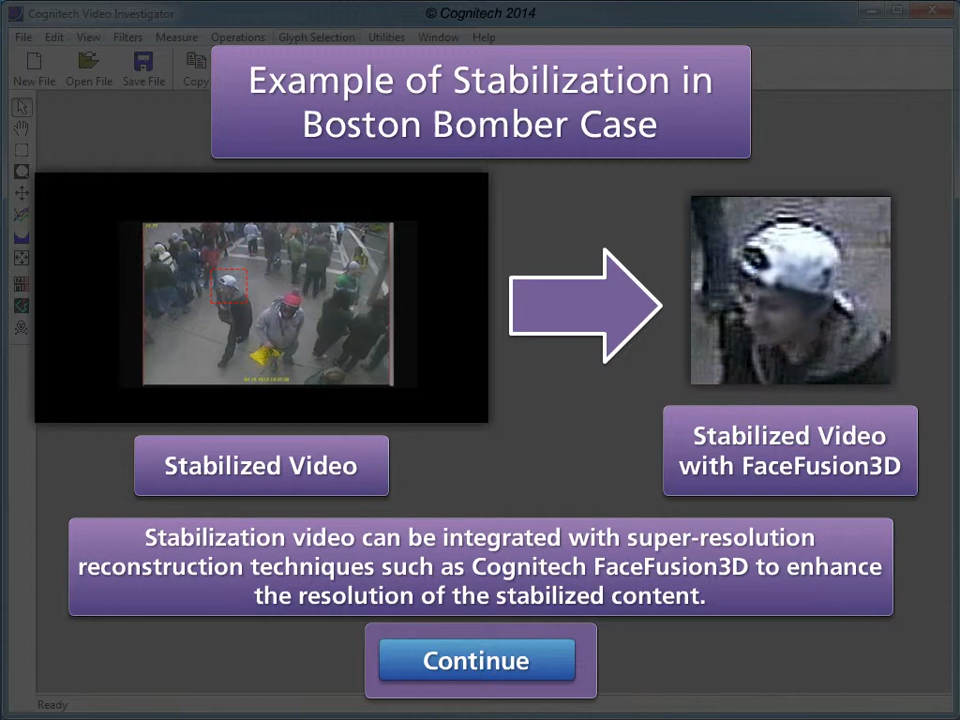 Cognitech Video Investigator
© Cognitech 2014
File Edit View Filters Measure Operations Glyph Selection Utilities Window Help
New File Open File Save File Copy
Example of Stabilization in
Boston Bomber Case
Stabilized Video
Stabilized Video
with FaceFusion3D
Stabilization video can be integrated with super-resolution
reconstruction techniques such as Cognitech FaceFusion3D to enhance
the resolution of the stabilized content.
Continue
Ready